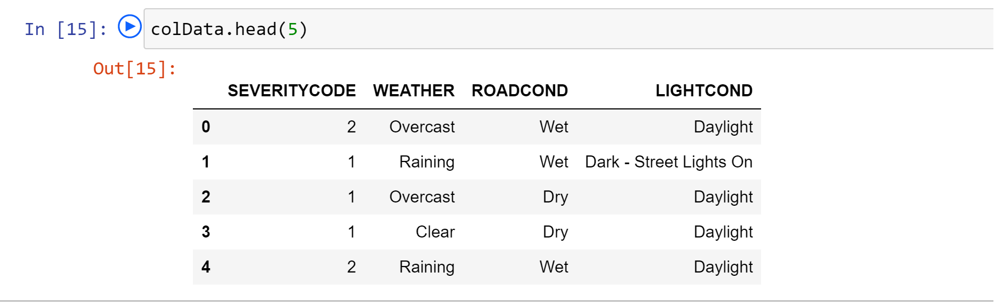 In [15]: colData.head(5)
Out[15]:
SEVERITYCODE WEATHER ROADCOND LIGHTCOND
0 2 Overcast Wet Daylight
1 1 Raining Wet Dark - Street Lights On
2 1 Overcast Dry Daylight
3 1 Clear Dry Daylight
4 2 Raining Wet Daylight